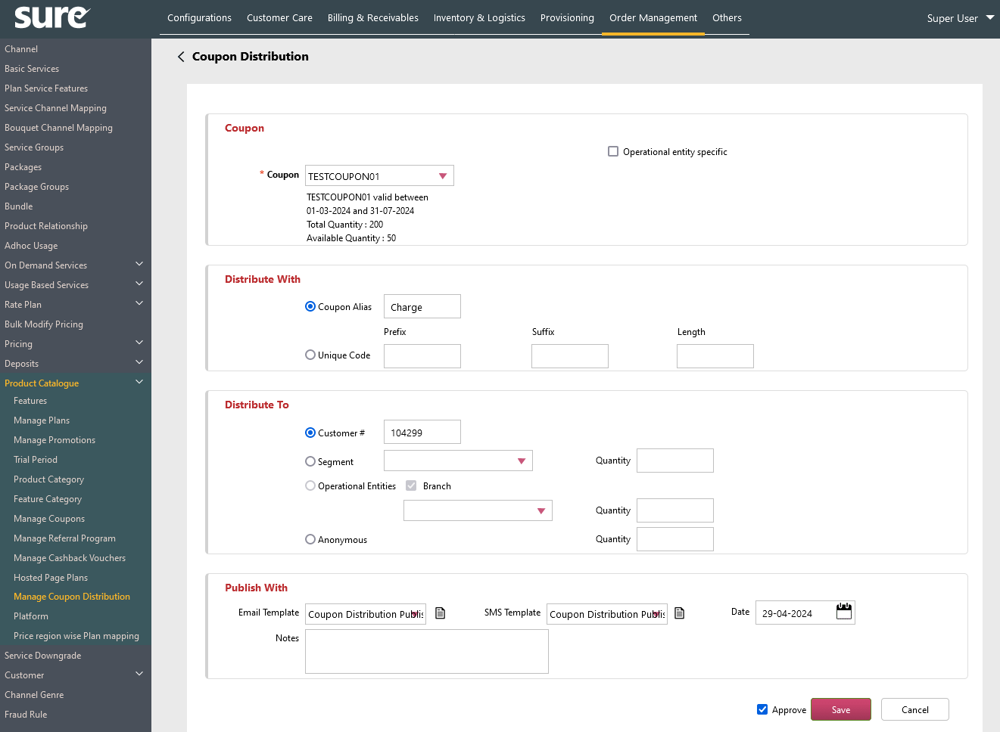 sure
Configurations
Customer Care
Billing & Receivables
Inventory & Logistics
Provisioning
Order Management
Others
Super User
Channel
Basic Services
Plan Service Features
Service Channel Mapping
Bouquet Channel Mapping
Service Groups
Packages
Package Groups
Bundle
Product Relationship
Adhoc Usage
On Demand Services
Usage Based Services
Rate Plan
Bulk Modify Pricing
Pricing
Deposits
Product Catalogue
Features
Manage Plans
Manage Promotions
Trial Period
Product Category
Feature Category
Manage Coupons
Manage Referral Program
Manage Cashback Vouchers
Hosted Page Plans
Manage Coupon Distribution
Platform
Price region wise Plan mapping
Service Downgrade
Customer
Channel Genre
Fraud Rule
Coupon Distribution
Coupon
Operational entity specific
* Coupon TESTCOUPON01
TESTCOUPON01 valid between
01-03-2024 and 31-07-2024
Total Quantity : 200
Available Quantity : 50
Distribute With
Coupon Alias Charge
Prefix Suffix Length
Unique Code
Distribute To
Customer # 104299
Segment Quantity
Operational Entities Branch
Quantity
Anonymous Quantity
Publish With
Email Template Coupon Distribution Publis SMS Template Coupon Distribution Publis Date 29-04-2024
Notes
Approve Save Cancel